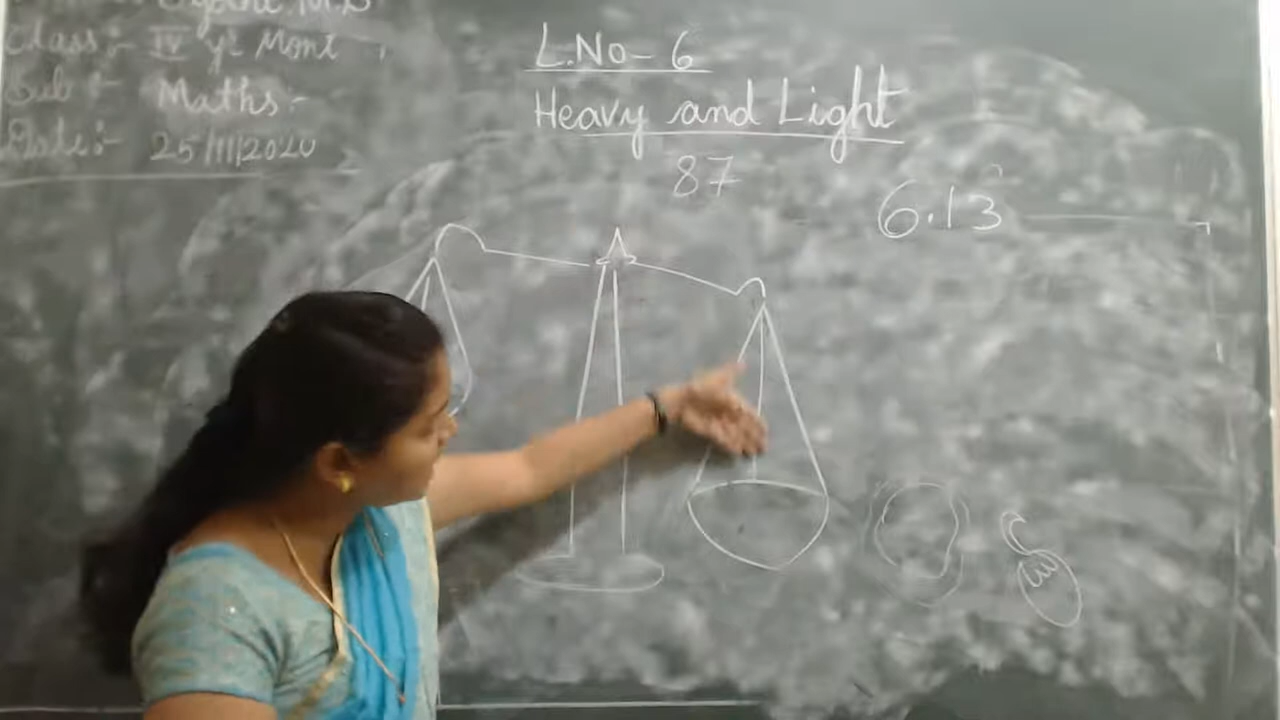 Class:- IV yr Mont
Sub:- Maths:-
Date:- 25/11/2020
L.No-6
Heavy and Light
87
6.13